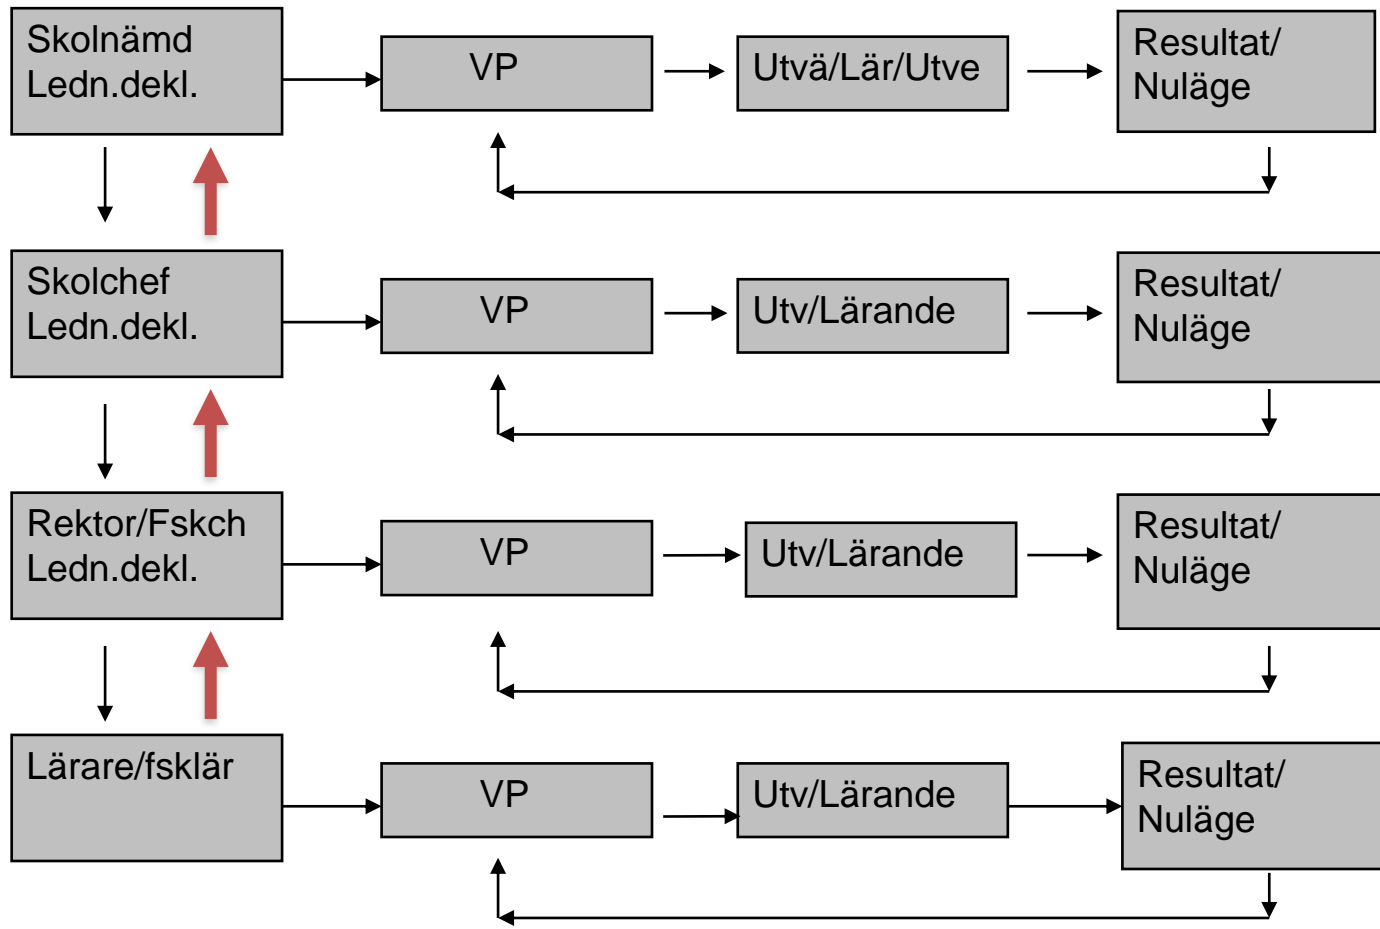 Skolnämd
Ledn.dekl.
VP
Utvä/Lär/Utve
Resultat/
Nuläge
Skolchef
Ledn.dekl.
VP
Utv/Lärande
Resultat/
Nuläge
Rektor/Fskch
Ledn.dekl.
VP
Utv/Lärande
Resultat/
Nuläge
Lärare/fsklär
VP
Utv/Lärande
Resultat/
Nuläge